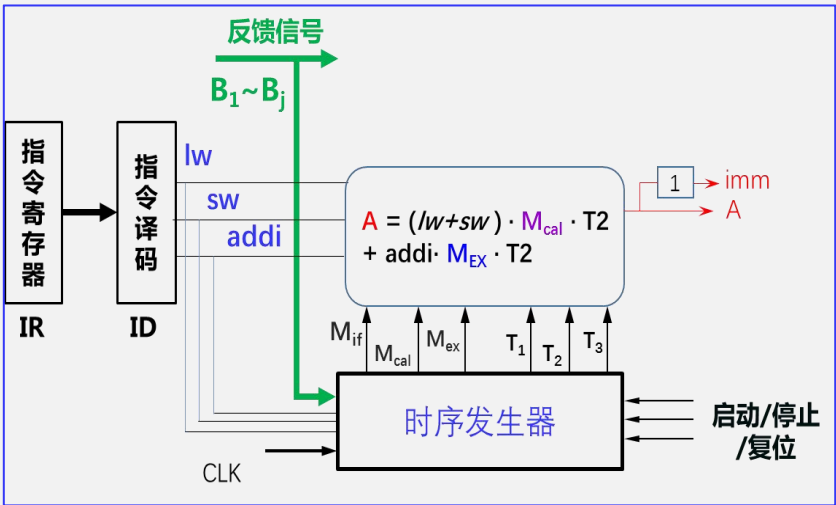 反馈信号
B₁~Bⱼ
指令寄存器
IR
指令译码
ID
lw
sw
addi
A = (lw+sw) · Mcal · T2
+ addi· MEX · T2
1
imm
A
Mif
Mcal
Mex
T₁
T₂
T₃
时序发生器
启动/停止
/复位
CLK